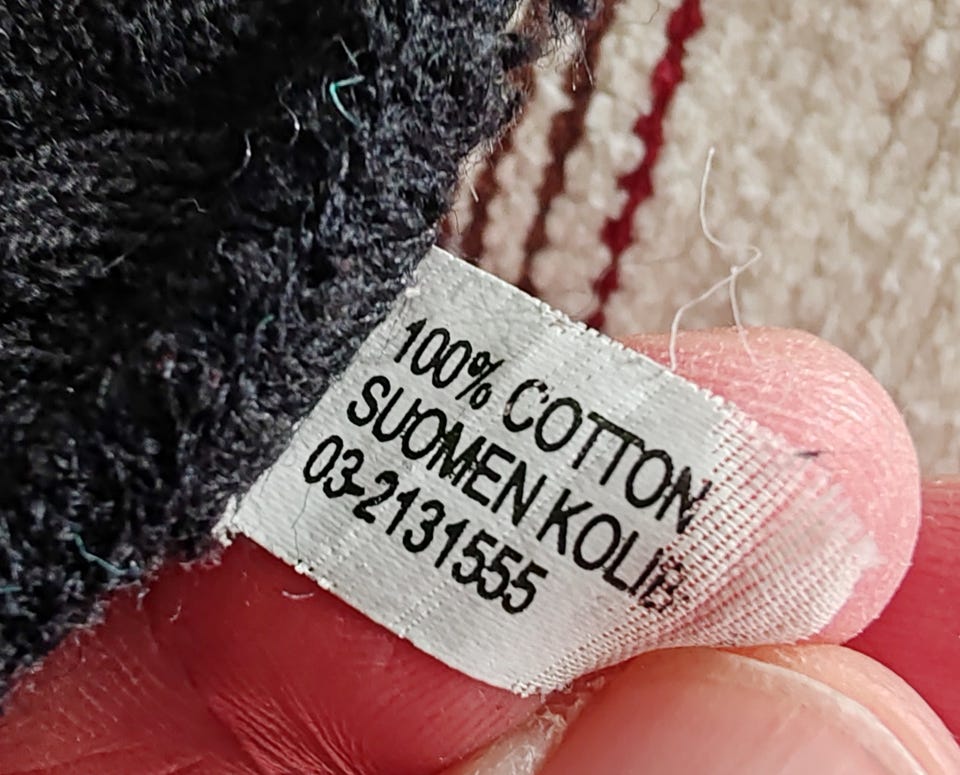 100% COTTON
SUOMEN KOLIB
03-2131555